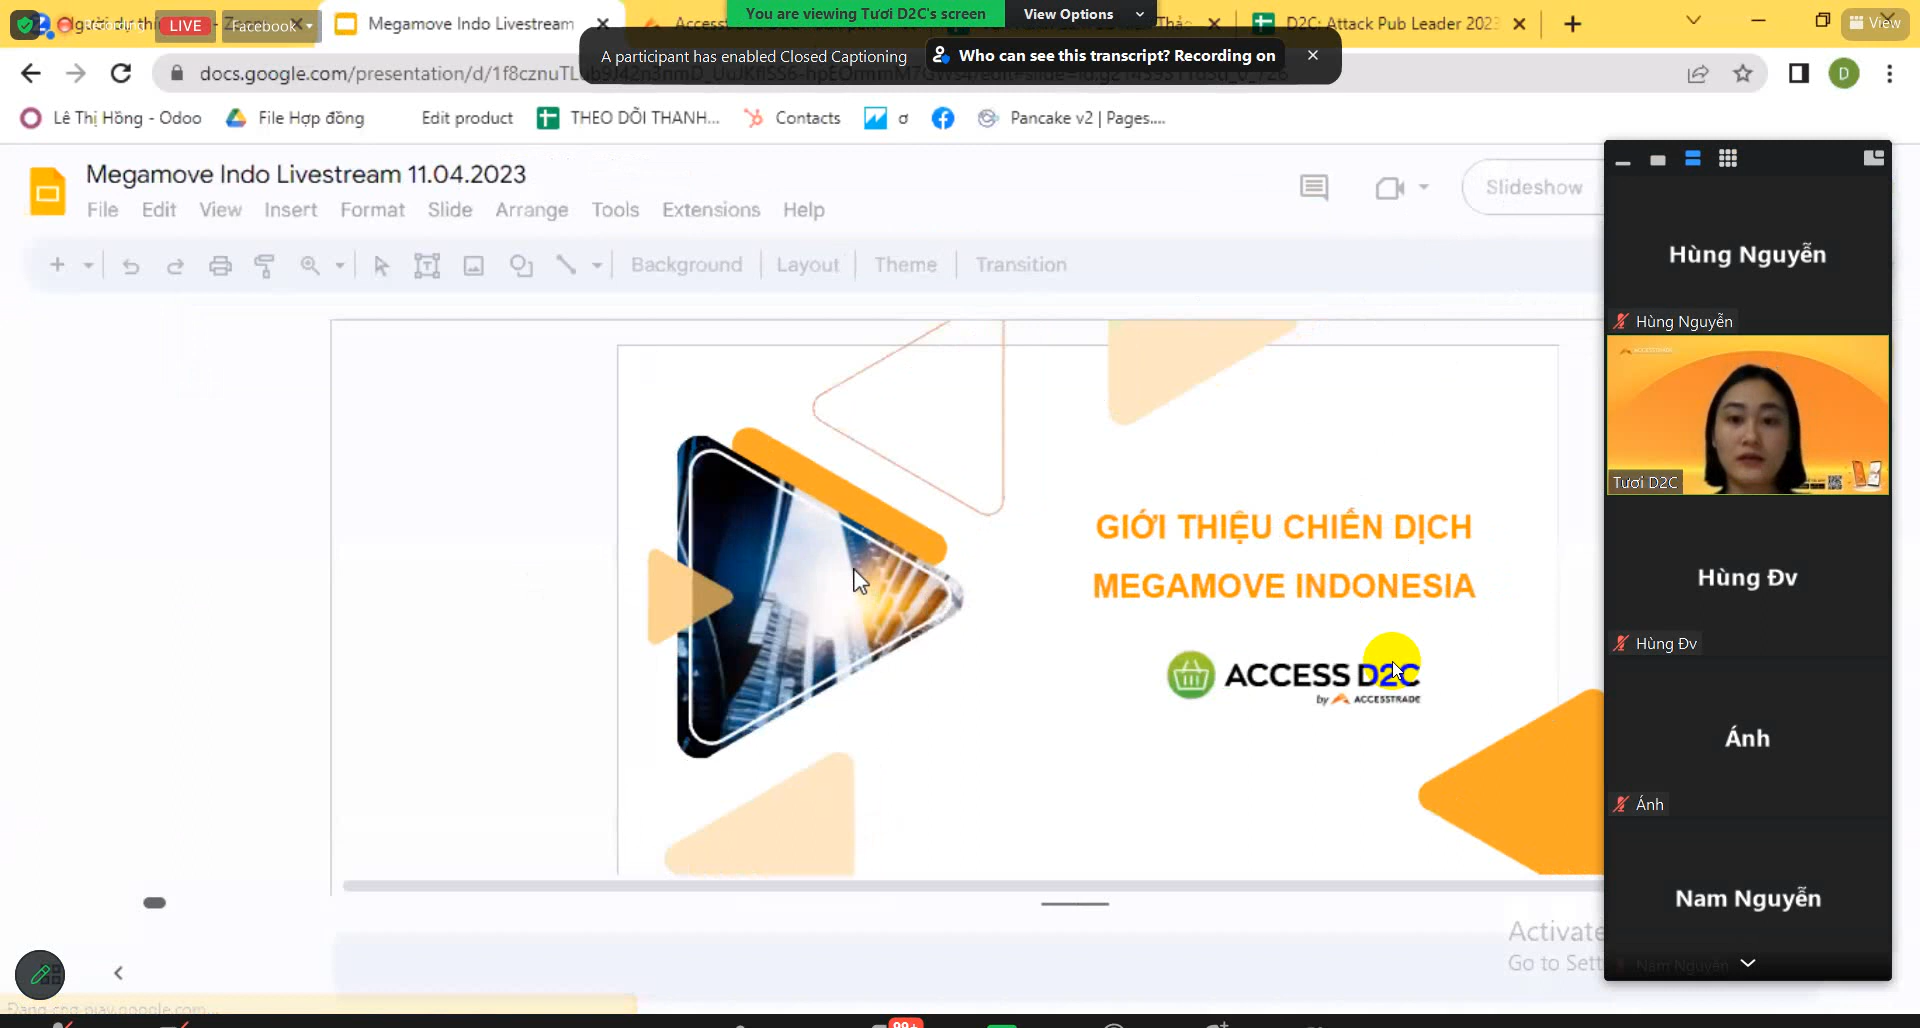 You are viewing Tươi D2C's screen
View Options
LIVE
Facebook
Megamove Indo Livestream
D2C: Attack Pub Leader 2023
View
A participant has enabled Closed Captioning
Who can see this transcript? Recording on
docs.google.com/presentation/d/
Lê Thị Hồng - Odoo
File Hợp đồng
Edit product
THEO DÕI THANH...
Contacts
ơ
Pancake v2 | Pages....
Megamove Indo Livestream 11.04.2023
File Edit View Insert Format Slide Arrange Tools Extensions Help
Slideshow
Background
Layout
Theme
Transition
GIỚI THIỆU CHIẾN DỊCH
MEGAMOVE INDONESIA
ACCESS D2C
by ACCESSTRADE
Hùng Nguyễn
Hùng Nguyễn
Tươi D2C
Hùng Đv
Hùng Đv
Ánh
Ánh
Nam Nguyễn
Nam Nguyễn
Activate
Go to Sett
D
99+